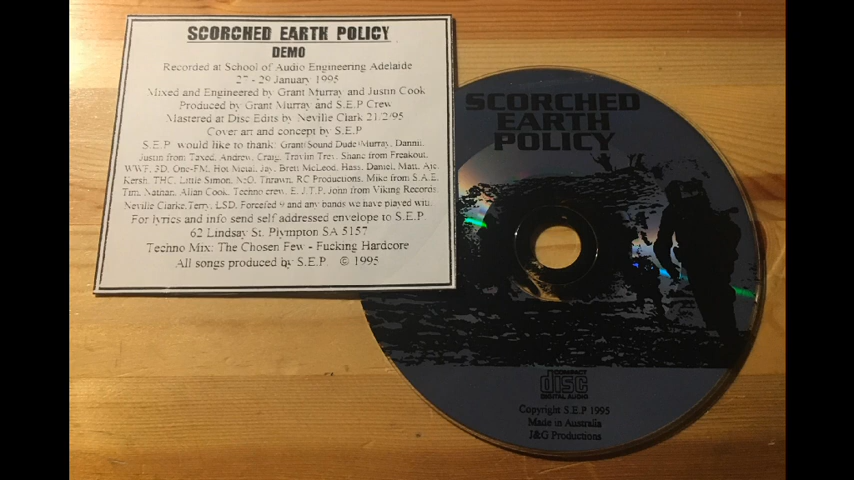 SCORCHED EARTH POLICY
DEMO
Recorded at School of Audio Engineering Adelaide
27 - 29 January 1995
Mixed and Engineered by Grant Murray and Justin Cook
Produced by Grant Murray and S.E.P Crew
Mastered at Disc Edits by Neville Clark 21/2/95
Cover art and concept by S.E.P
S.E.P would like to thank: Grant(Sound Dude)Murray, Danni,
Justin from Taxed, Andrew, Craig, Travim Trev, Shane from Freakout,
WWF, 3D, One-FM, Hot Metal, Jay, Brett McLeod, Hass, Daniel, Matt,
Kersh, THC, Little Simon, RC Productions, Mike from S.A.E,
Tim, Nathan, Allan Cook, Techno crew, E.J.T.P, John from Viking Records,
Neville Clarke, Terry, LSD, Forcefed 9 and any bands we have played with.
For lyrics and info send self addressed envelope to S.E.P
62 Lindsay St. Plympton SA 5157
Techno Mix: The Chosen Few - Fucking Hardcore
All songs produced by S.E.P © 1995
SCORCHED
EARTH
POLICY
COMPACT
disc
DIGITAL AUDIO
Copyright S.E.P 1995
Made in Australia
J&G Productions